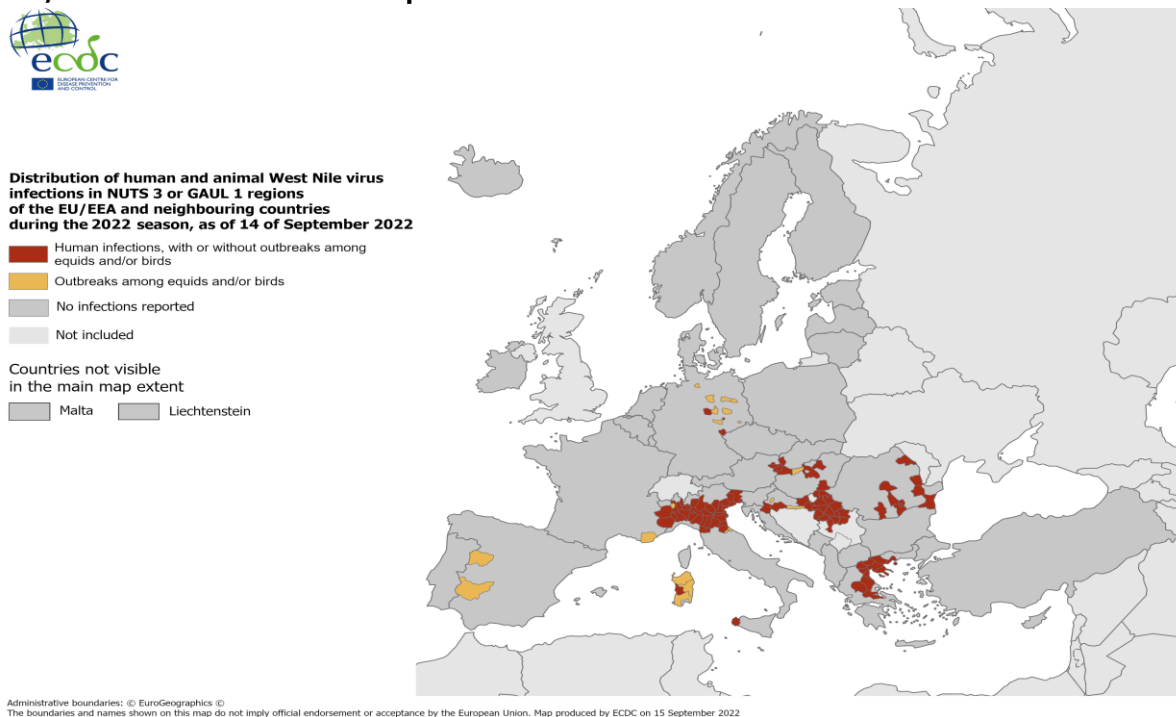 ecdc
EUROPEAN CENTRE FOR
DISEASE PREVENTION
AND CONTROL
Distribution of human and animal West Nile virus
infections in NUTS 3 or GAUL 1 regions
of the EU/EEA and neighbouring countries
during the 2022 season, as of 14 of September 2022
Human infections, with or without outbreaks among
equids and/or birds
Outbreaks among equids and/or birds
No infections reported
Not included
Countries not visible
in the main map extent
Malta
Liechtenstein
Administrative boundaries: © EuroGeographics ©
The boundaries and names shown on this map do not imply official endorsement or acceptance by the European Union. Map produced by ECDC on 15 September 2022